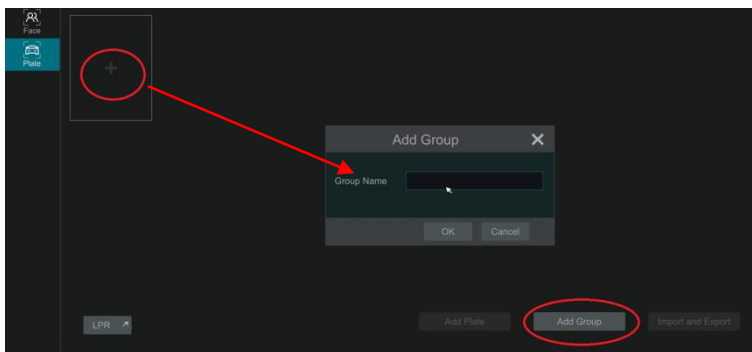 Face
Plate
+
Add Group
Group Name
OK Cancel
LPR
Add Plate Add Group Import and Export